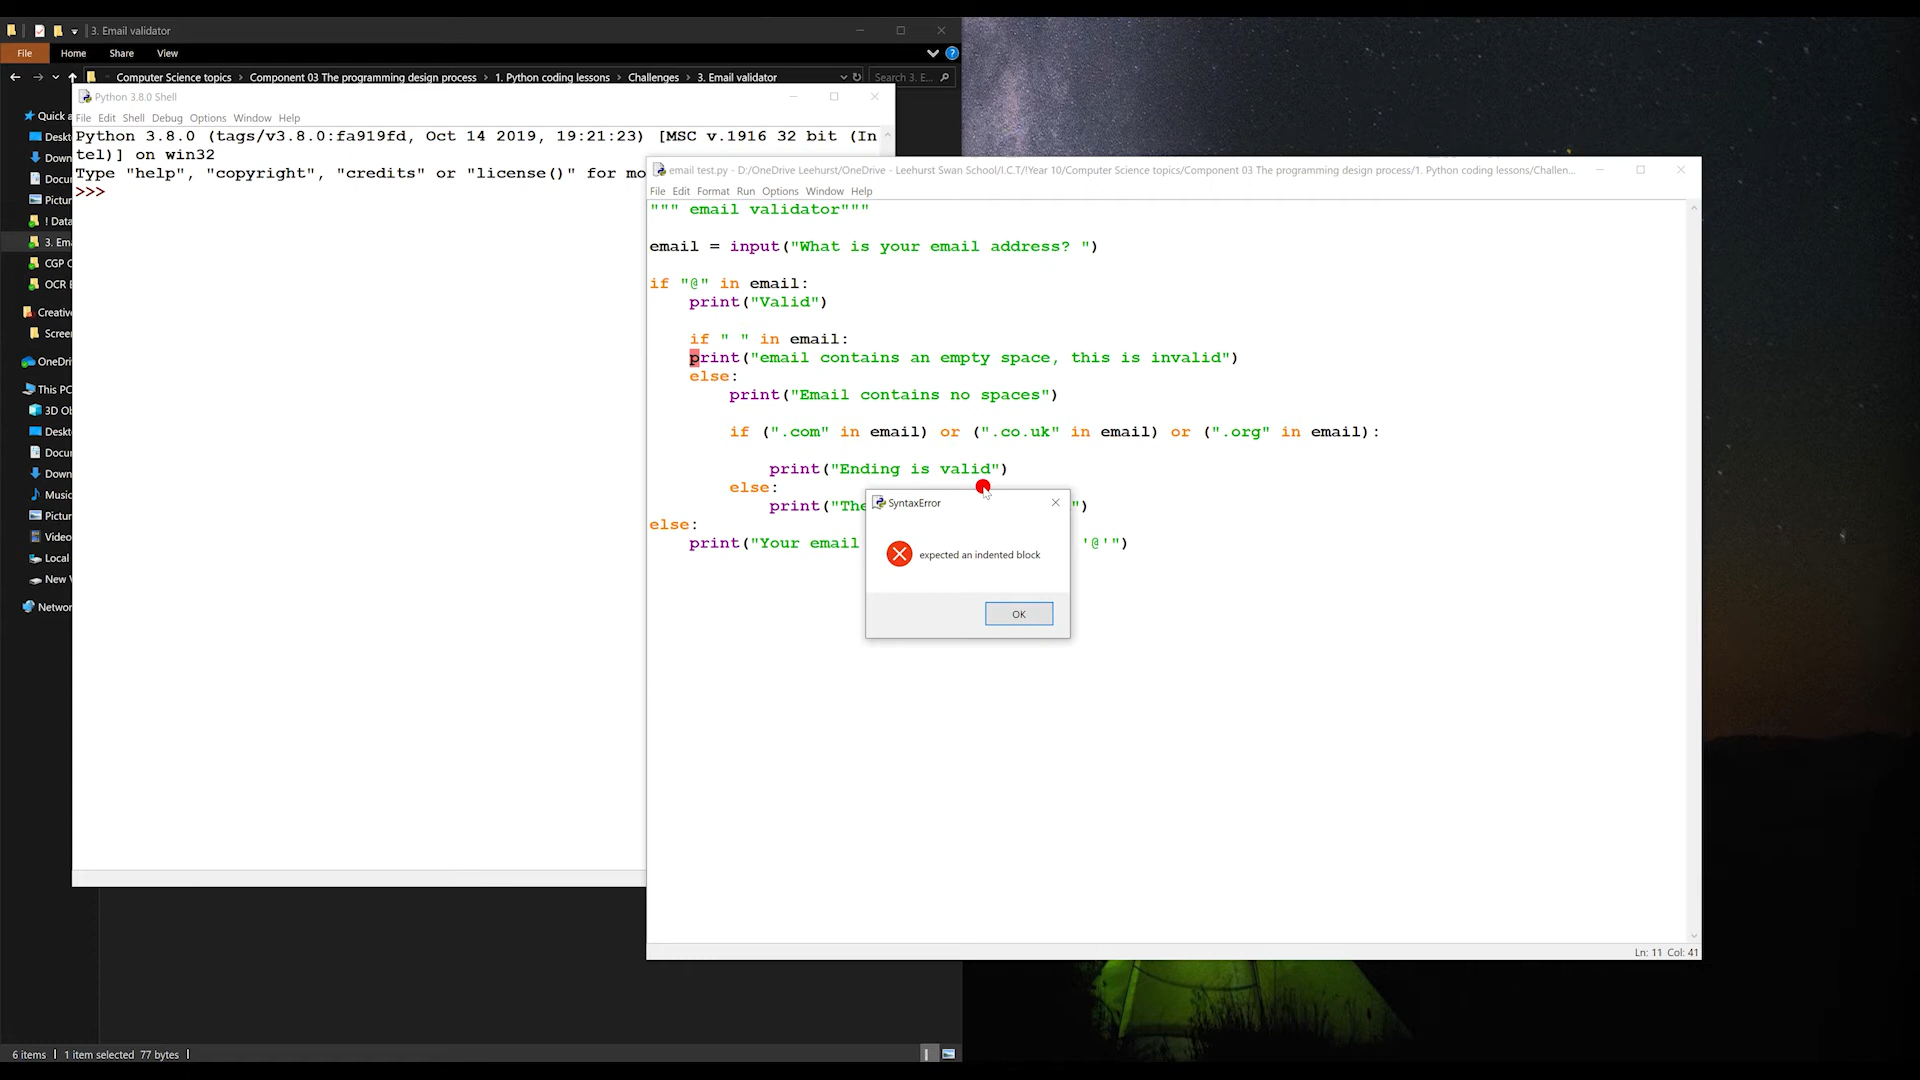 3. Email validator
File Home Share View
Computer Science topics Component 03 The programming design process 1. Python coding lessons Challenges 3. Email validator Search 3. E...
Quick a
Deskt
Down
Docu
Pictur
! Data
3. Ema
CGP C
OCR E
Creative
Scree
OneDriv
This PC
3D Ob
Deskt
Docu
Down
Music
Pictur
Video
Local
New V
Networ
6 items 1 item selected 77 bytes
Python 3.8.0 Shell
File Edit Shell Debug Options Window Help
Python 3.8.0 (tags/v3.8.0:fa919fd, Oct 14 2019, 19:21:23) [MSC v.1916 32 bit (In
tel)] on win32
Type "help", "copyright", "credits" or "license()" for mo
>>>
email test.py - D:/OneDrive Leehurst/OneDrive - Leehurst Swan School/I.C.T/!Year 10/Computer Science topics/Component 03 The programming design process/1. Python coding lessons/Challen...
File Edit Format Run Options Window Help
""" email validator"""
email = input("What is your email address? ")
if "@" in email:
print("Valid")
if " " in email:
print("email contains an empty space, this is invalid")
else:
print("Email contains no spaces")
if (".com" in email) or (".co.uk" in email) or (".org" in email):
print("Ending is valid")
else:
print("The ")
else:
print("Your email '@'")
Ln: 11 Col: 41
SyntaxError
expected an indented block
OK